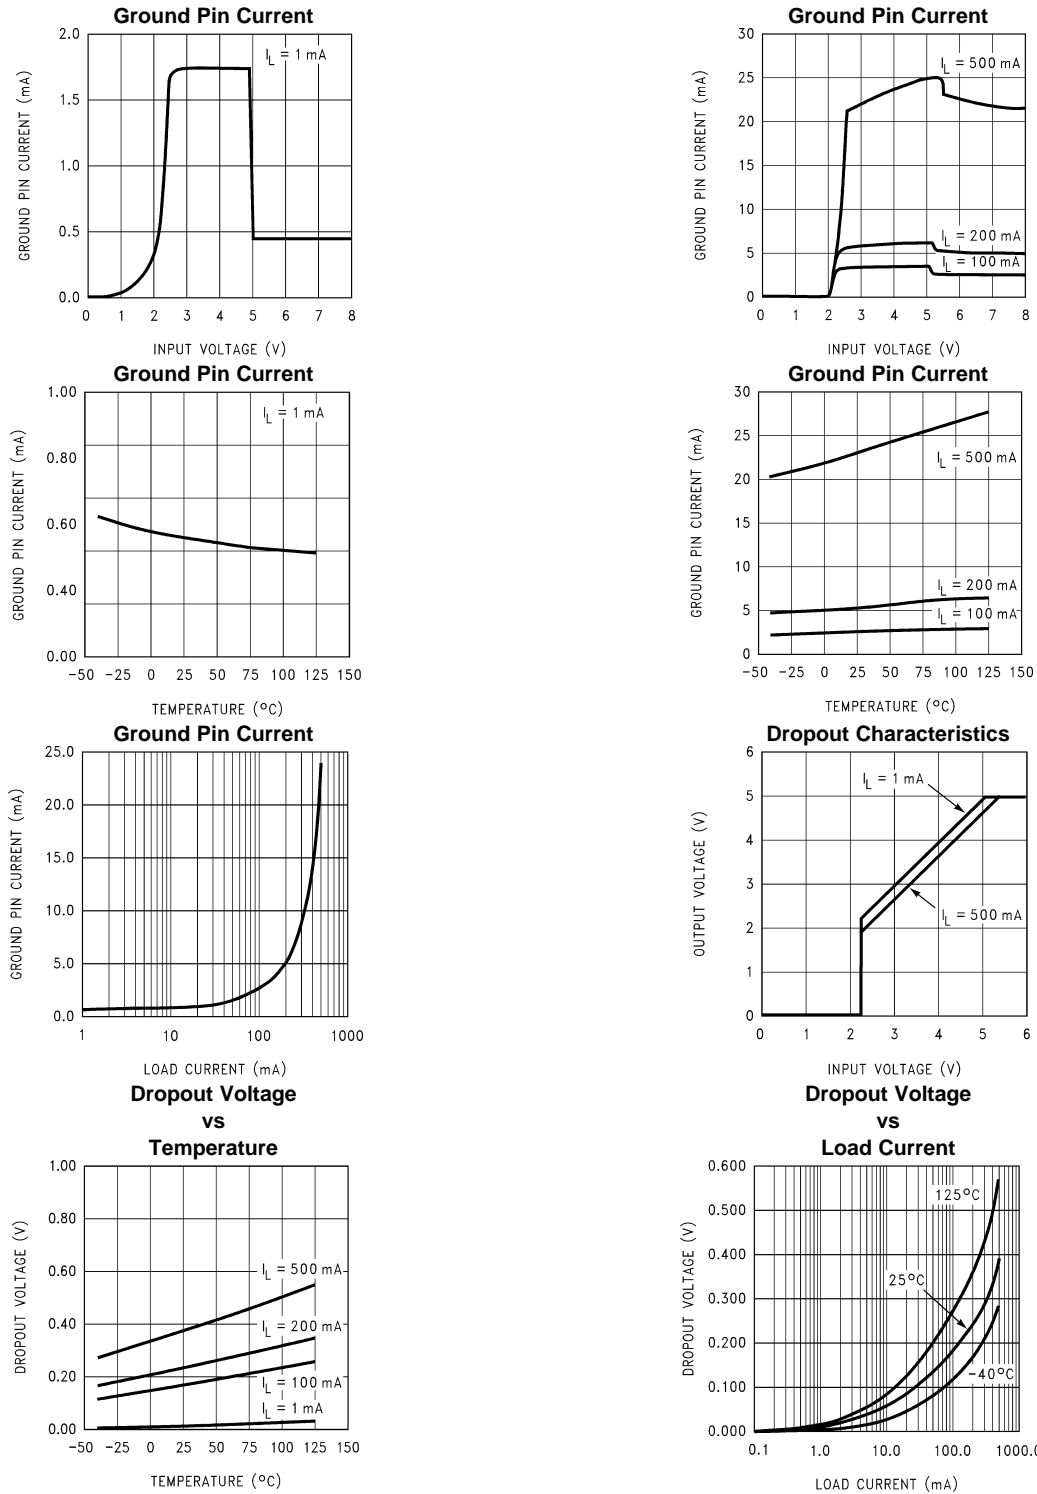 Ground Pin Current
2.0
1.5
1.0
0.5
0.0
GROUND PIN CURRENT (mA)
I_L = 1 mA
0 1 2 3 4 5 6 7 8
INPUT VOLTAGE (V)
Ground Pin Current
30
25
20
15
10
5
0
GROUND PIN CURRENT (mA)
I_L = 500 mA
I_L = 200 mA
I_L = 100 mA
0 1 2 3 4 5 6 7 8
INPUT VOLTAGE (V)
Ground Pin Current
1.00
0.80
0.60
0.40
0.00
GROUND PIN CURRENT (mA)
I_L = 1 mA
−50 −25 0 25 50 75 100 125 150
TEMPERATURE (°C)
Ground Pin Current
30
25
20
15
10
5
0
GROUND PIN CURRENT (mA)
I_L = 500 mA
I_L = 200 mA
I_L = 100 mA
−50 −25 0 25 50 75 100 125 150
TEMPERATURE (°C)
Ground Pin Current
25.0
20.0
15.0
10.0
5.0
0.0
GROUND PIN CURRENT (mA)
1 10 100 1000
LOAD CURRENT (mA)
Dropout Characteristics
6
5
4
3
2
1
0
OUTPUT VOLTAGE (V)
I_L = 1 mA
I_L = 500 mA
0 1 2 3 4 5 6
INPUT VOLTAGE (V)
Dropout Voltage
vs
Temperature
1.00
0.80
0.60
0.40
0.20
0.00
DROPOUT VOLTAGE (V)
I_L = 500 mA
I_L = 200 mA
I_L = 100 mA
I_L = 1 mA
−50 −25 0 25 50 75 100 125 150
TEMPERATURE (°C)
Dropout Voltage
vs
Load Current
0.600
0.500
0.400
0.300
0.200
0.100
0.000
DROPOUT VOLTAGE (V)
125°C
25°C
−40°C
0.1 1.0 10.0 100.0 1000.0
LOAD CURRENT (mA)